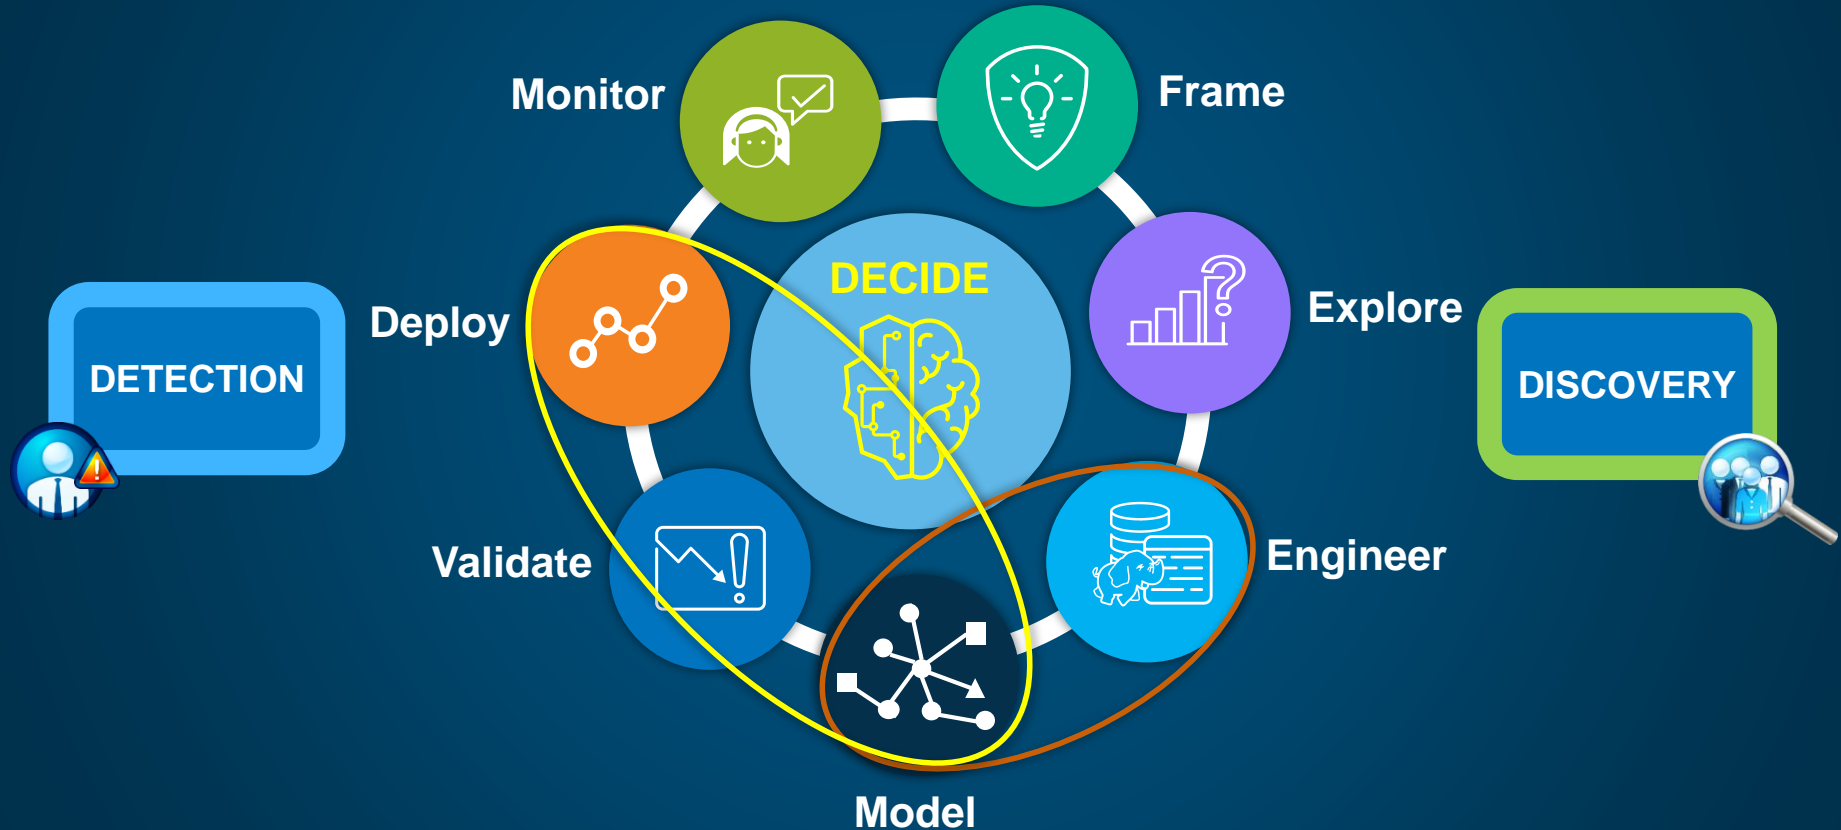 Monitor
Frame
DECIDE
Deploy
Explore
DETECTION
DISCOVERY
Validate
Engineer
Model